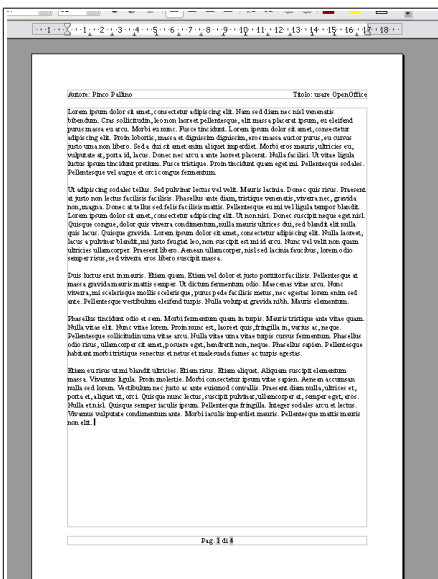 Autore: Pinco Pallino Titolo: usare OpenOffice
Lorem ipsum dolor sit amet, consectetur adipiscing elit. Nam sed diam nec nisl venenatis
bibendum. Cras sollicitudin, leo non laoreet pellentesque, elit massa placerat ipsum, eu eleifend
purus massa eu arcu. Morbi eu nunc. Fusce tincidunt. Lorem ipsum dolor sit amet, consectetur
adipiscing elit. Proin lobortis, massa et dignissim dignissim, eros massa auctor purus, eu cursus
justo urna non libero. Sed a dui sit amet enim aliquet imperdiet. Morbi eros mauris, ultricies eu,
vulputate at, porta id, lacus. Donec nec arcu a ante laoreet placerat. Nulla facilisi. Ut vitae ligula
luctus ipsum tincidunt pretium. Fusce tristique. Proin tincidunt quam eget mi. Pellentesque sodales.
Pellentesque vel augue et orci condimentum fermentum.
Ut adipiscing sodales tellus. Sed pulvinar lectus vel velit. Mauris lacinia. Donec quis risus. Praesent
at justo non lectus facilisis facilisis. Phasellus ante diam, tristique venenatis, viverra nec, gravida
non, magna. Donec at tellus sed felis facilisis mattis. Pellentesque eu mi vel ligula tempor blandit.
Lorem ipsum dolor sit amet, consectetur adipiscing elit. Ut non nisi. Donec suscipit neque eget nisl.
Quisque congue, dolor quis viverra condimentum, nulla mauris ultrices dui, sed blandit elit nulla
quis lacus. Quisque gravida. Lorem ipsum dolor sit amet, consectetur adipiscing elit. Nulla laoreet,
lacus a pulvinar blandit, mi justo feugiat leo, non suscipit est mi id arcu. Nunc vel velit non quam
ultricies ullamcorper. Praesent libero. Aenean ullamcorper, nisl sed lacinia faucibus, lorem odio
semper risus, sed viverra eros libero suscipit massa.
Duis luctus erat in mauris. Etiam quam. Etiam vel dolor et justo porttitor facilisis. Pellentesque at
massa gravida mauris mattis semper. Ut dictum fermentum odio. Maecenas vitae arcu. Nunc
viverra, mi scelerisque mollis scelerisque, purus pede facilisis metus, nec egestas lorem enim sed
ante. Pellentesque vestibulum eleifend turpis. Nulla volutpat gravida nibh. Mauris elementum.
Phasellus tincidunt odio et sem. Morbi fermentum quam in turpis. Mauris tristique ante vitae quam.
Nulla vitae elit. Nunc vitae lorem. Proin nunc est, laoreet quis, fringilla in, varius ac, neque.
Pellentesque sollicitudin urna vitae arcu. Nulla vitae urna vitae turpis cursus fermentum. Phasellus
odio risus, ullamcorper sit amet, posuere eget, hendrerit non, neque. Phasellus sapien. Pellentesque
habitant morbi tristique senectus et netus et malesuada fames ac turpis egestas.
Etiam eu risus ut mi blandit ultricies. Etiam risus. Etiam aliquet. Aliquam suscipit elementum
massa. Vivamus ligula. Proin molestie. Morbi consectetur ipsum vitae sapien. Aenean accumsan
nulla sed lorem. Vestibulum nec justo ac ante euismod convallis. Praesent diam nulla, ultrices et,
porta et, aliquet ut, orci. Quisque nunc lectus, suscipit pulvinar, ullamcorper et, semper eget, eros.
Nulla et nisl. Quisque semper iaculis ipsum. Pellentesque fringilla. Integer sodales arcu et lectus.
Vivamus vulputate condimentum ante. Morbi iaculis imperdiet mauris. Pellentesque mattis mauris
non elit.
Pag. 1 di 4